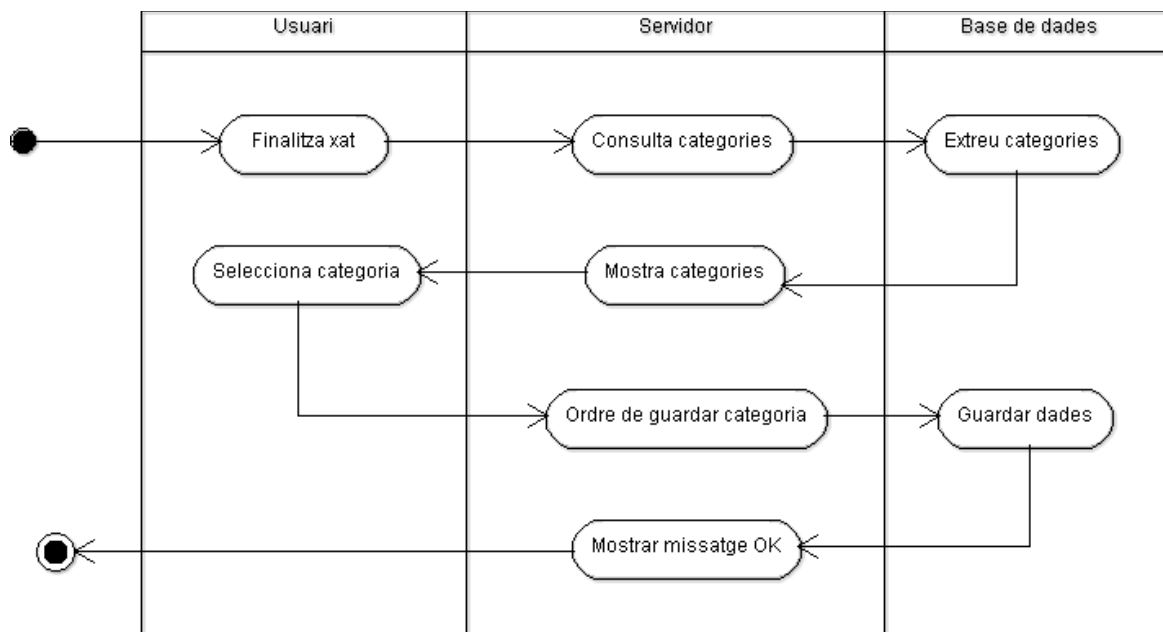 Usuari
Servidor
Base de dades
Finalitza xat
Consulta categories
Extreu categories
Selecciona categoria
Mostra categories
Ordre de guardar categoria
Guardar dades
Mostrar missatge OK